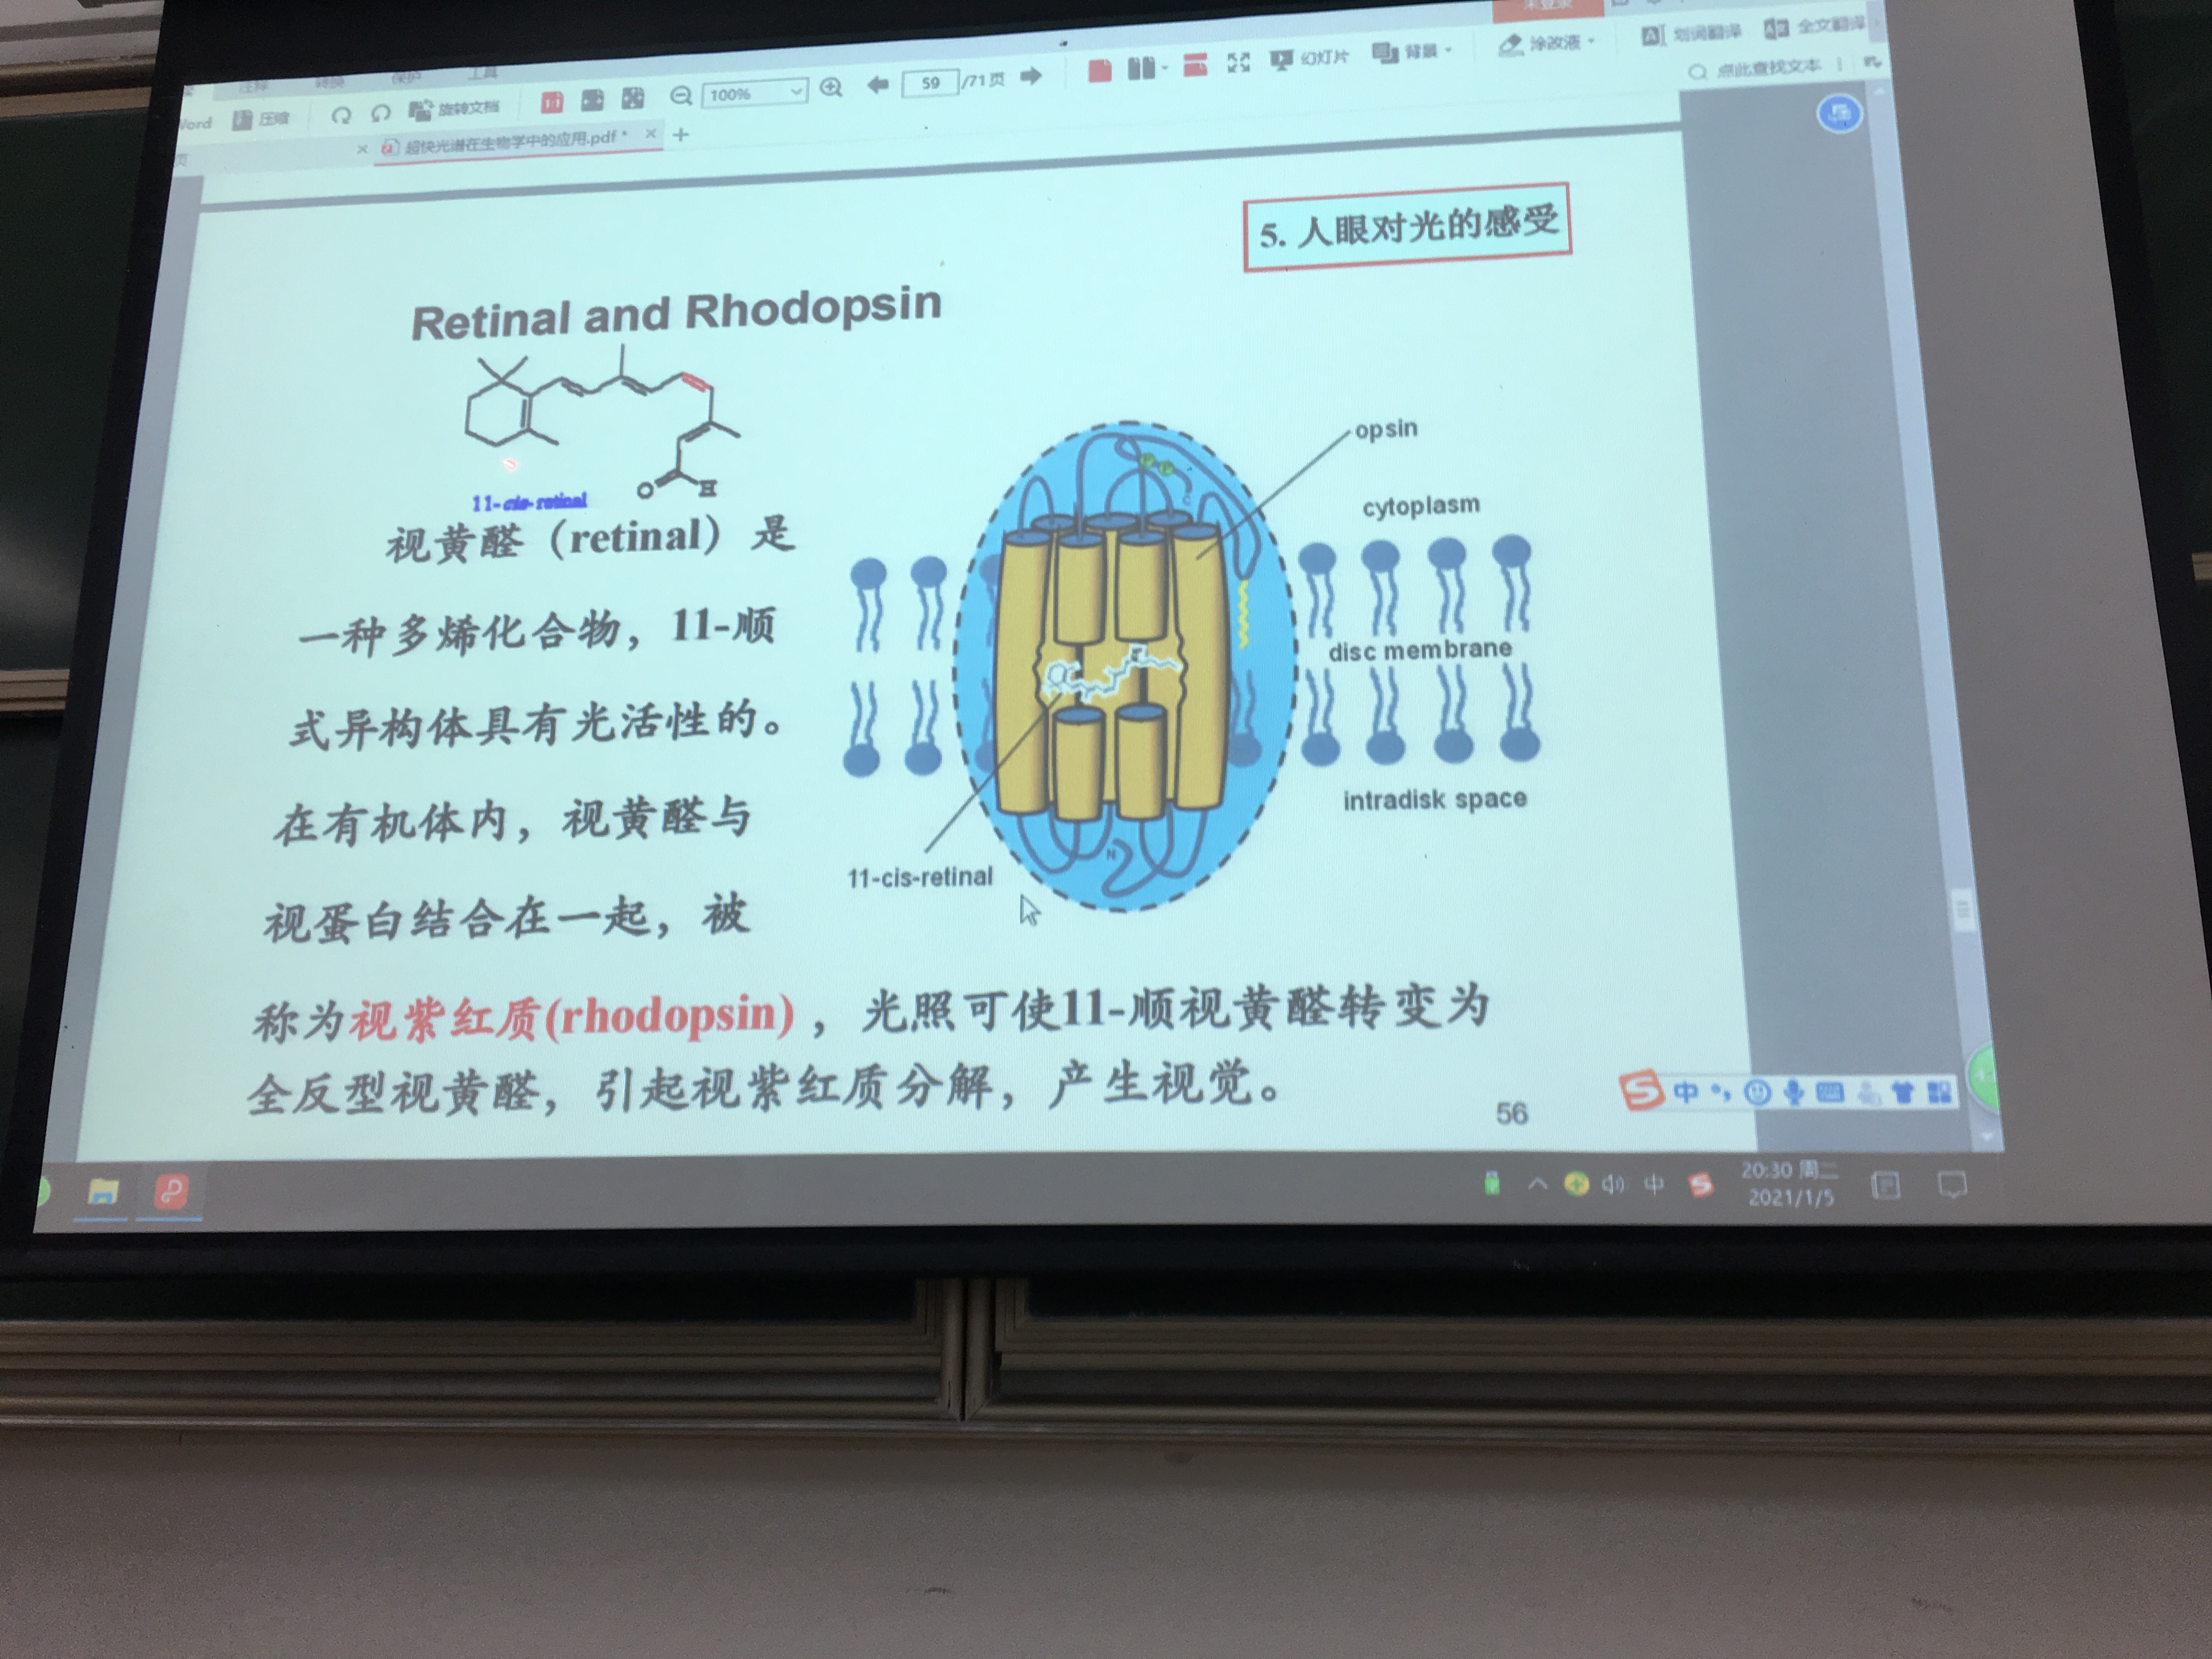 注释 转换 保护 工具
Word 压缩 旋转文档 1:1 100% 59 /71页 幻灯片 背景 涂改液 划词翻译 全文翻译
点此查找文本
超快光谱在生物学中的应用.pdf *
5. 人眼对光的感受
Retinal and Rhodopsin
O H
11-cis-retinal
视黄醛（retinal）是
一种多烯化合物，11-顺
式异构体具有光活性的。
在有机体内，视黄醛与
视蛋白结合在一起，被
称为视紫红质(rhodopsin)，光照可使11-顺视黄醛转变为
全反型视黄醛，引起视紫红质分解，产生视觉。
opsin
cytoplasm
disc membrane
intradisk space
11-cis-retinal
N
C
56
中
20:30 周二
中
2021/1/5